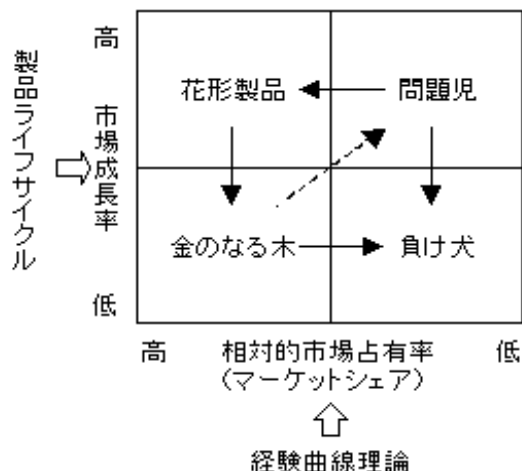 製品ライフサイクル
市場成長率
高
低
花形製品
問題児
金のなる木
負け犬
高
相対的市場占有率
低
（マーケットシェア）
経験曲線理論